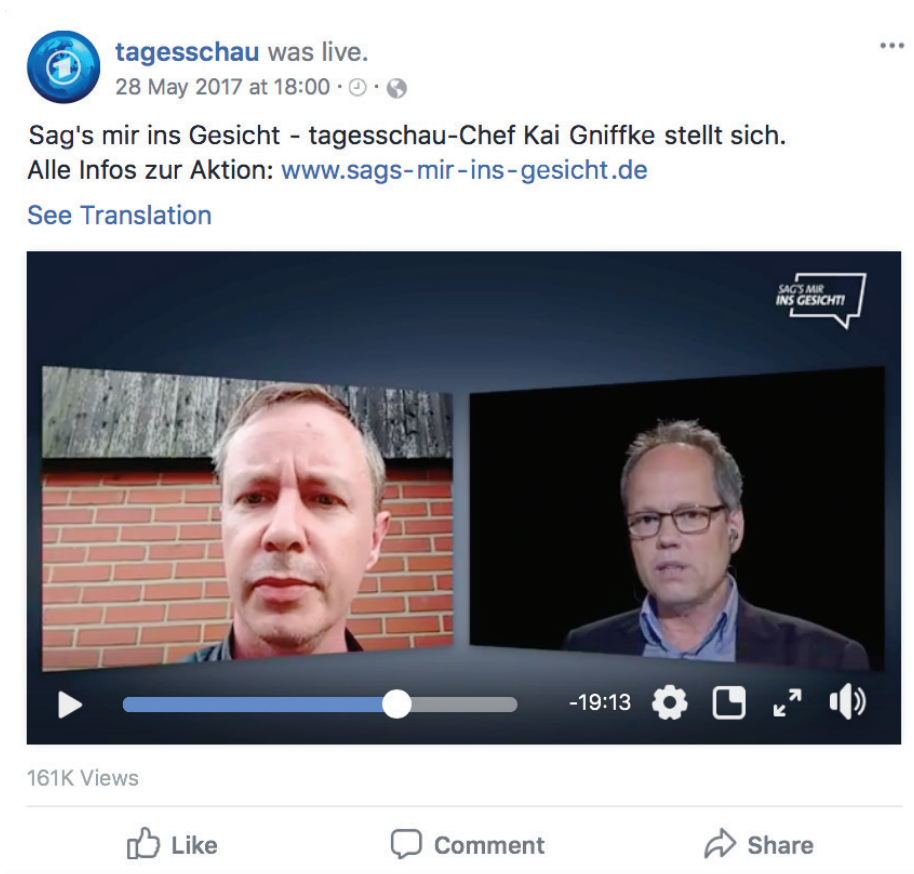 tagesschau was live.
28 May 2017 at 18:00
Sag's mir ins Gesicht - tagesschau-Chef Kai Gniffke stellt sich.
Alle Infos zur Aktion: www.sags-mir-ins-gesicht.de
See Translation
SAG'S MIR
INS GESICHT!
-19:13
161K Views
Like Comment Share